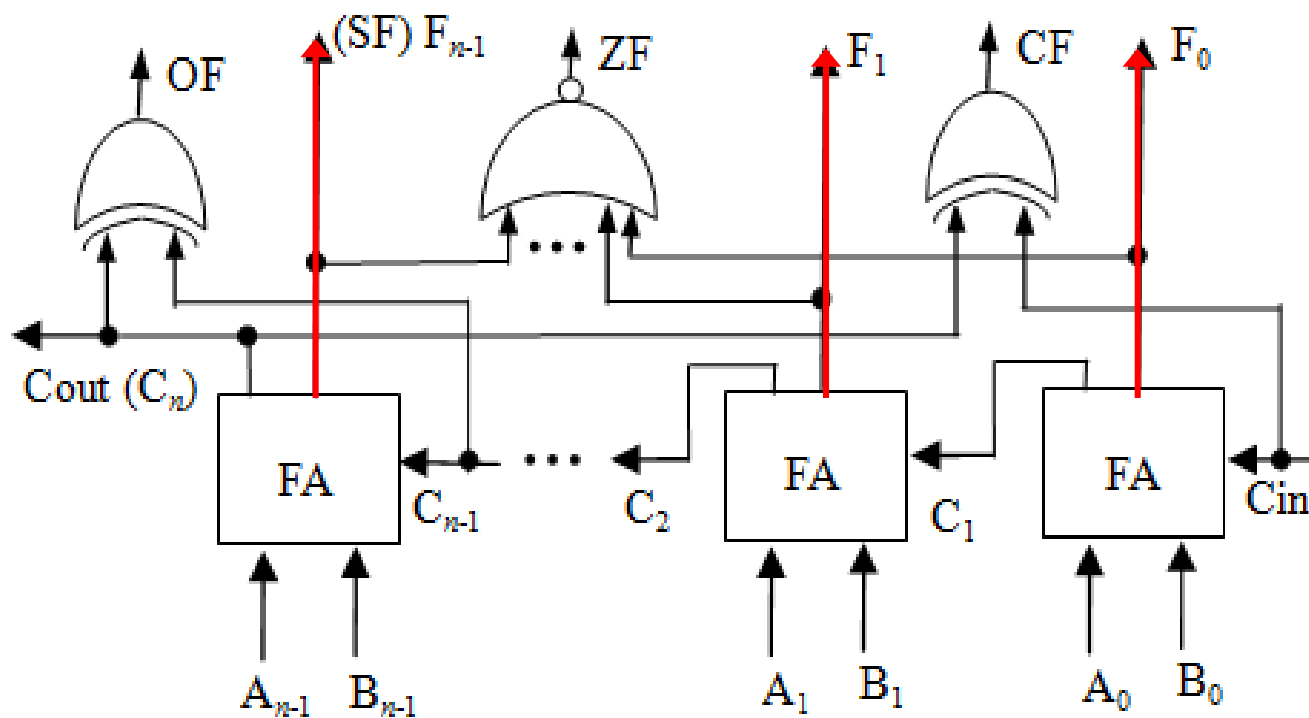 OF (SF) Fₙ₋₁ ZF F₁ CF F₀
Cout (Cₙ)
FA FA FA
Cₙ₋₁ C₂ C₁ Cin
Aₙ₋₁ Bₙ₋₁ A₁ B₁ A₀ B₀